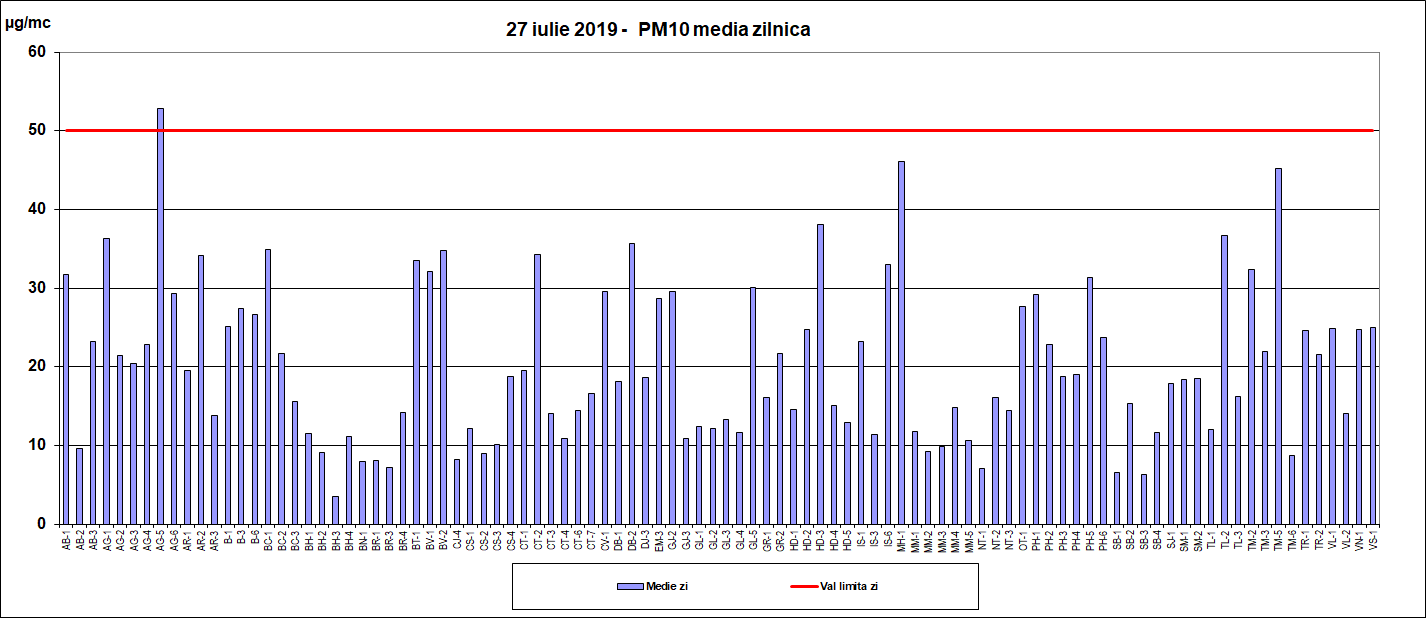 µg/mc
27 iulie 2019 - PM10 media zilnica
60
50
40
30
20
10
0
AB-1 AB-2 AB-3 AG-1 AG-2 AG-3 AG-4 AG-5 AG-6 AR-1 AR-2 AR-3 B-1 B-3 B-6 BC-1 BC-2 BC-3 BH-1 BH-2 BH-3 BH-4 BN-1 BR-1 BR-3 BR-4 BT-1 BV-1 BV-2 CJ-4 CS-1 CS-2 CS-3 CS-4 CT-1 CT-2 CT-3 CT-4 CT-6 CT-7 CV-1 DB-1 DB-2 DJ-3 EM-3 GJ-2 GJ-3 GL-1 GL-2 GL-3 GL-4 GL-5 GR-1 GR-2 HD-1 HD-2 HD-3 HD-4 HD-5 IS-1 IS-3 IS-6 MH-1 MM-1 MM-2 MM-3 MM-4 MM-5 NT-1 NT-2 NT-3 OT-1 PH-1 PH-2 PH-3 PH-4 PH-5 PH-6 SB-1 SB-2 SB-3 SB-4 SJ-1 SM-1 SM-2 TL-1 TL-2 TL-3 TM-2 TM-3 TM-5 TM-6 TR-1 TR-2 VL-1 VL-2 VN-1 VS-1
Medie zi Val limita zi